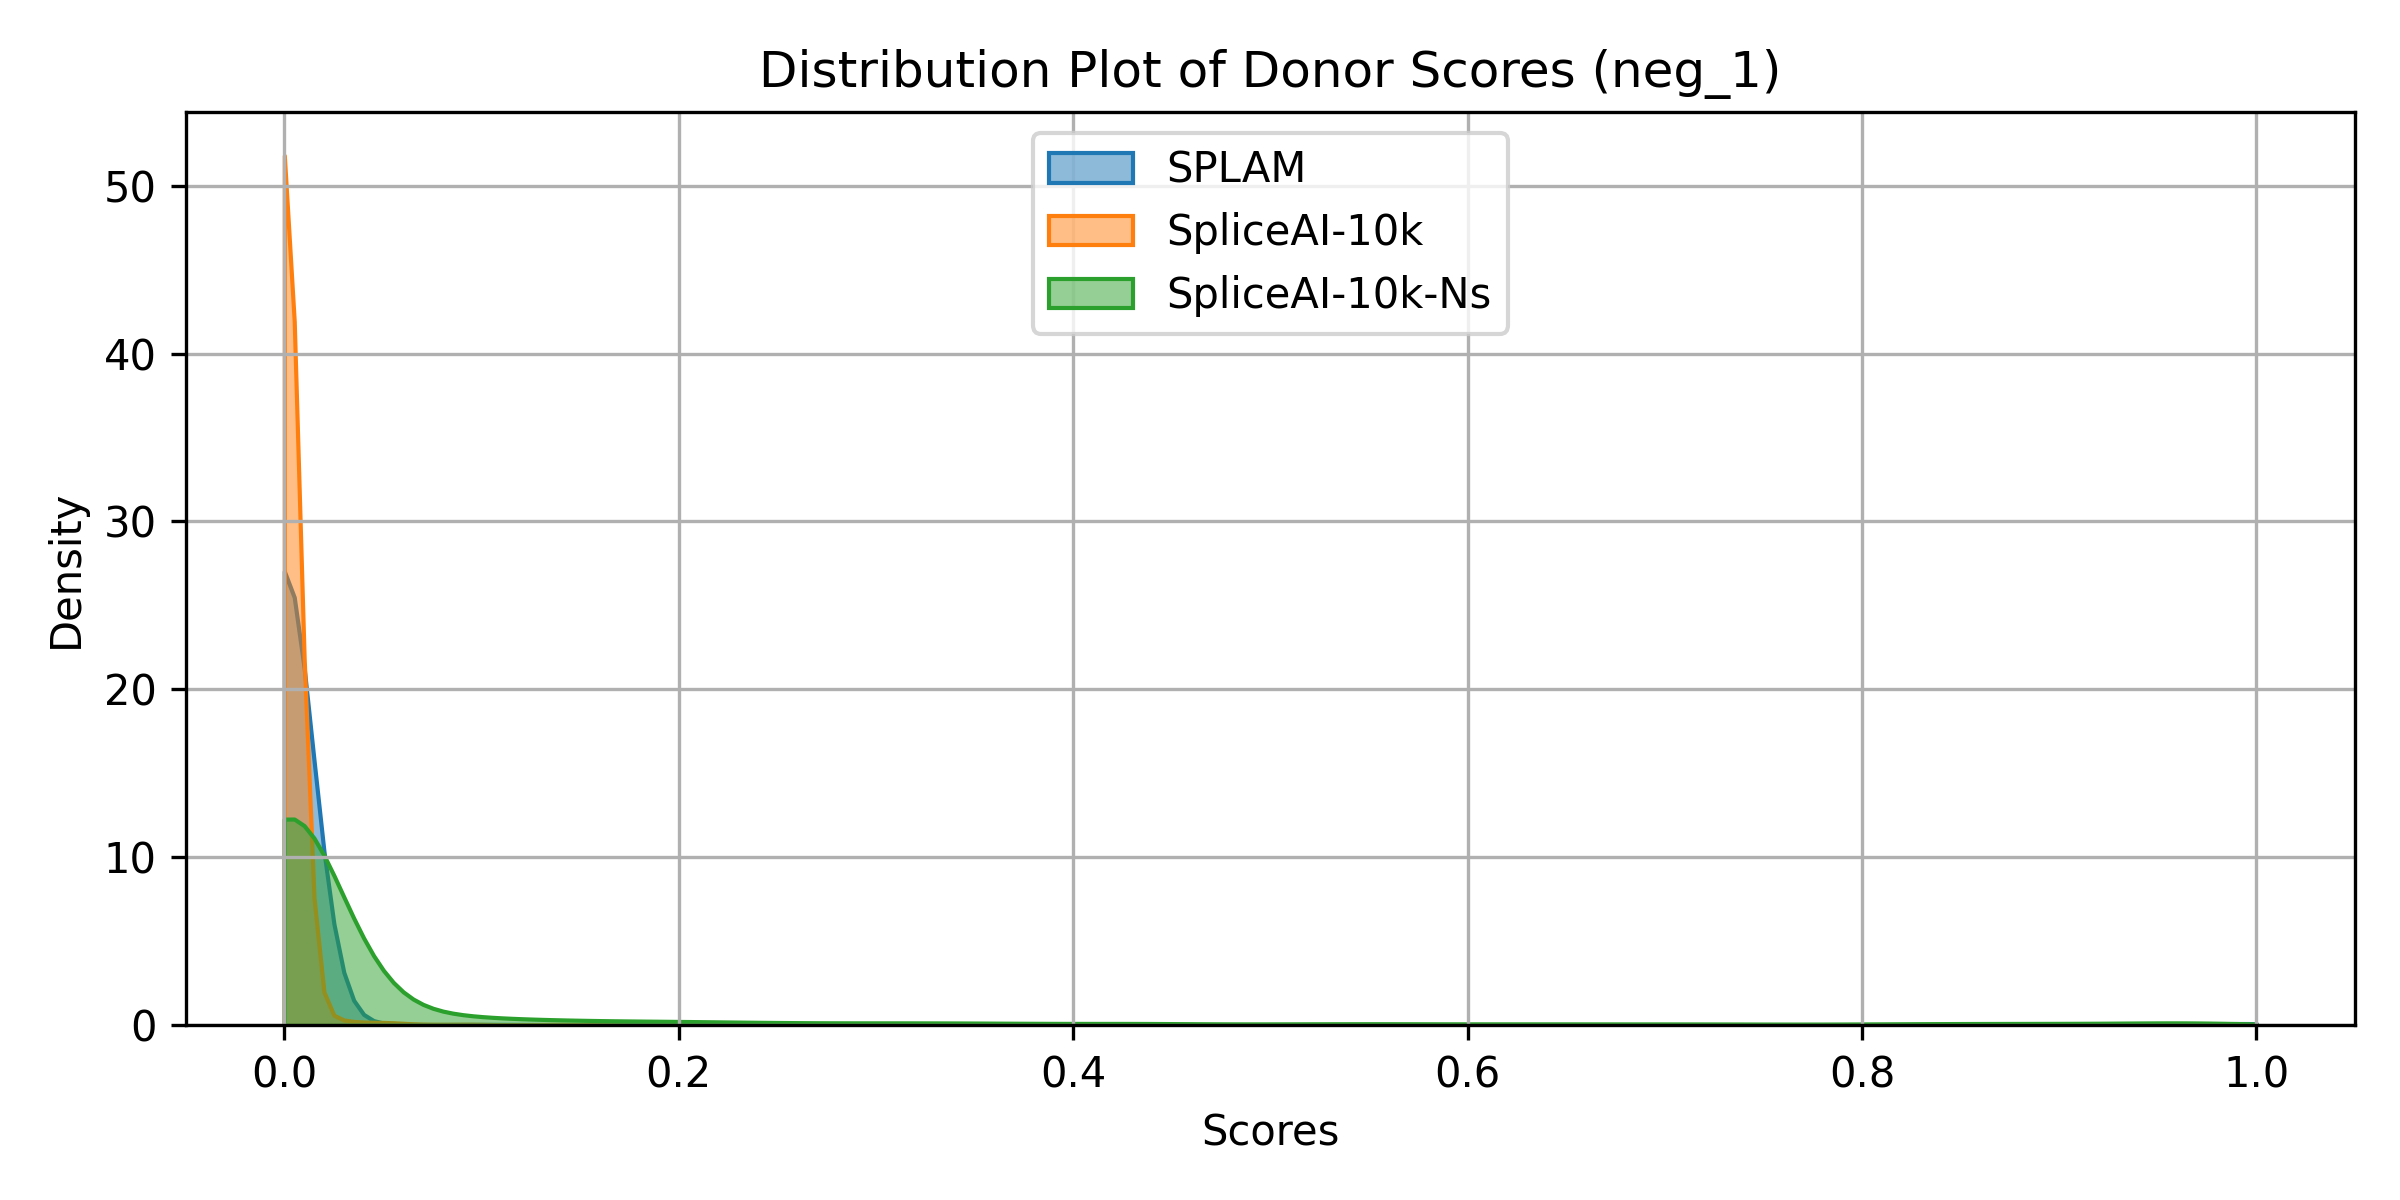 Distribution Plot of Donor Scores (neg_1)
SPLAM
SpliceAI-10k
SpliceAI-10k-Ns
Density
50
40
30
20
10
0
0.0 0.2 0.4 0.6 0.8 1.0
Scores